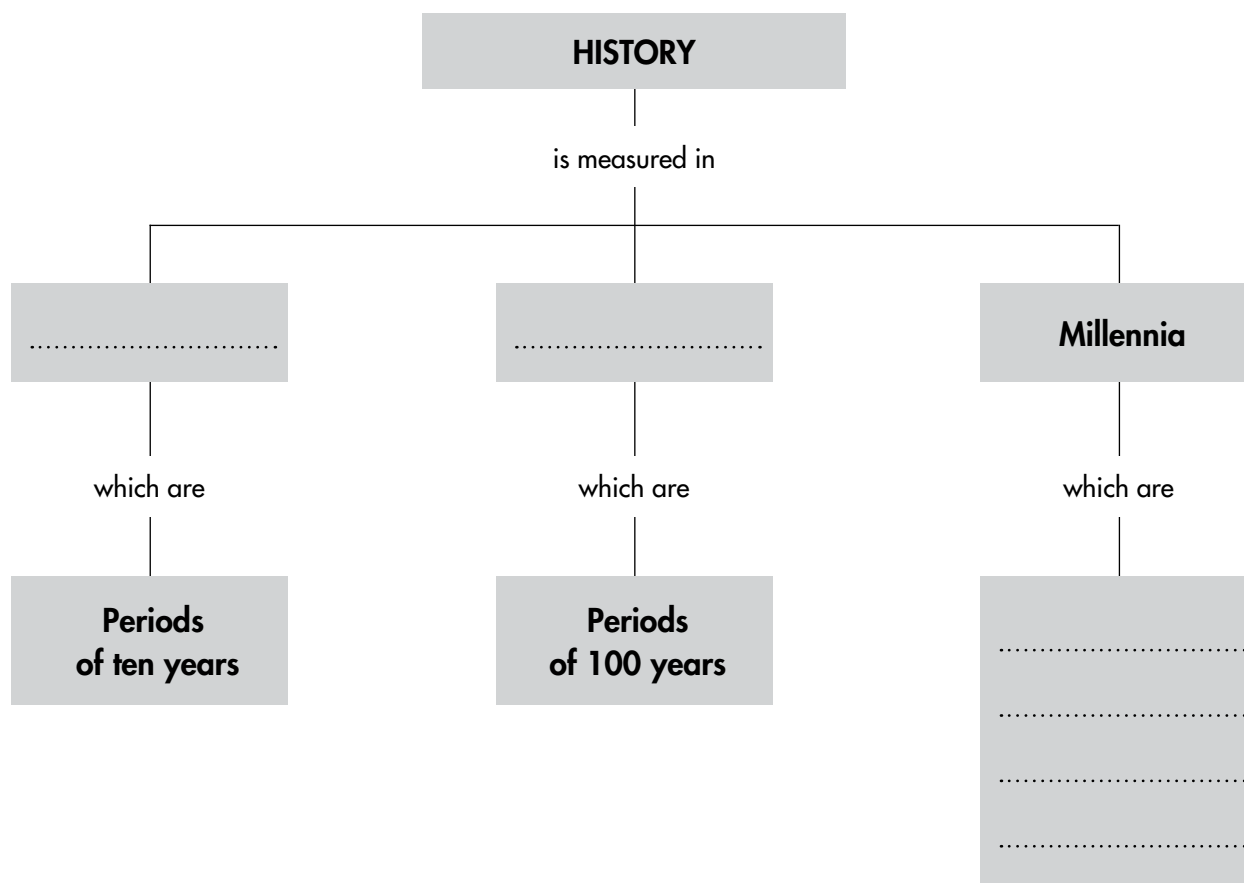 HISTORY
is measured in
............................. ............................. Millennia
which are which are which are
Periods Periods
of ten years of 100 years
.............................
.............................
.............................
.............................